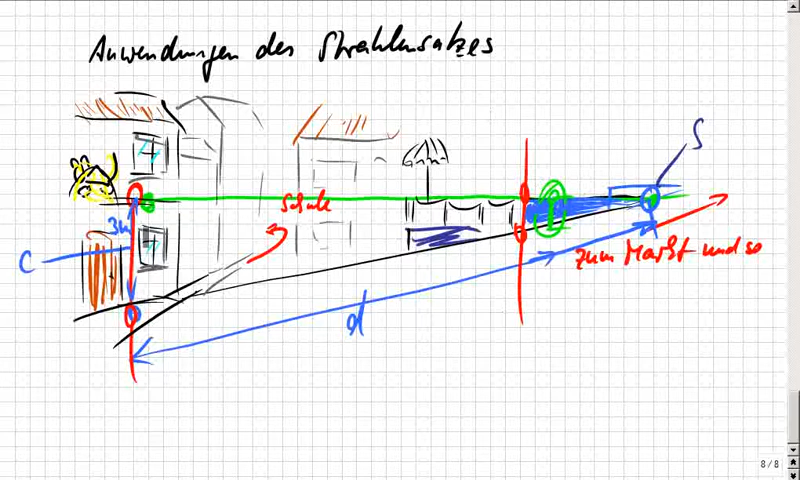 Anwendungen des Strahlensatzes
S
Schule
3m
C
zum Markt und so
d
8/8